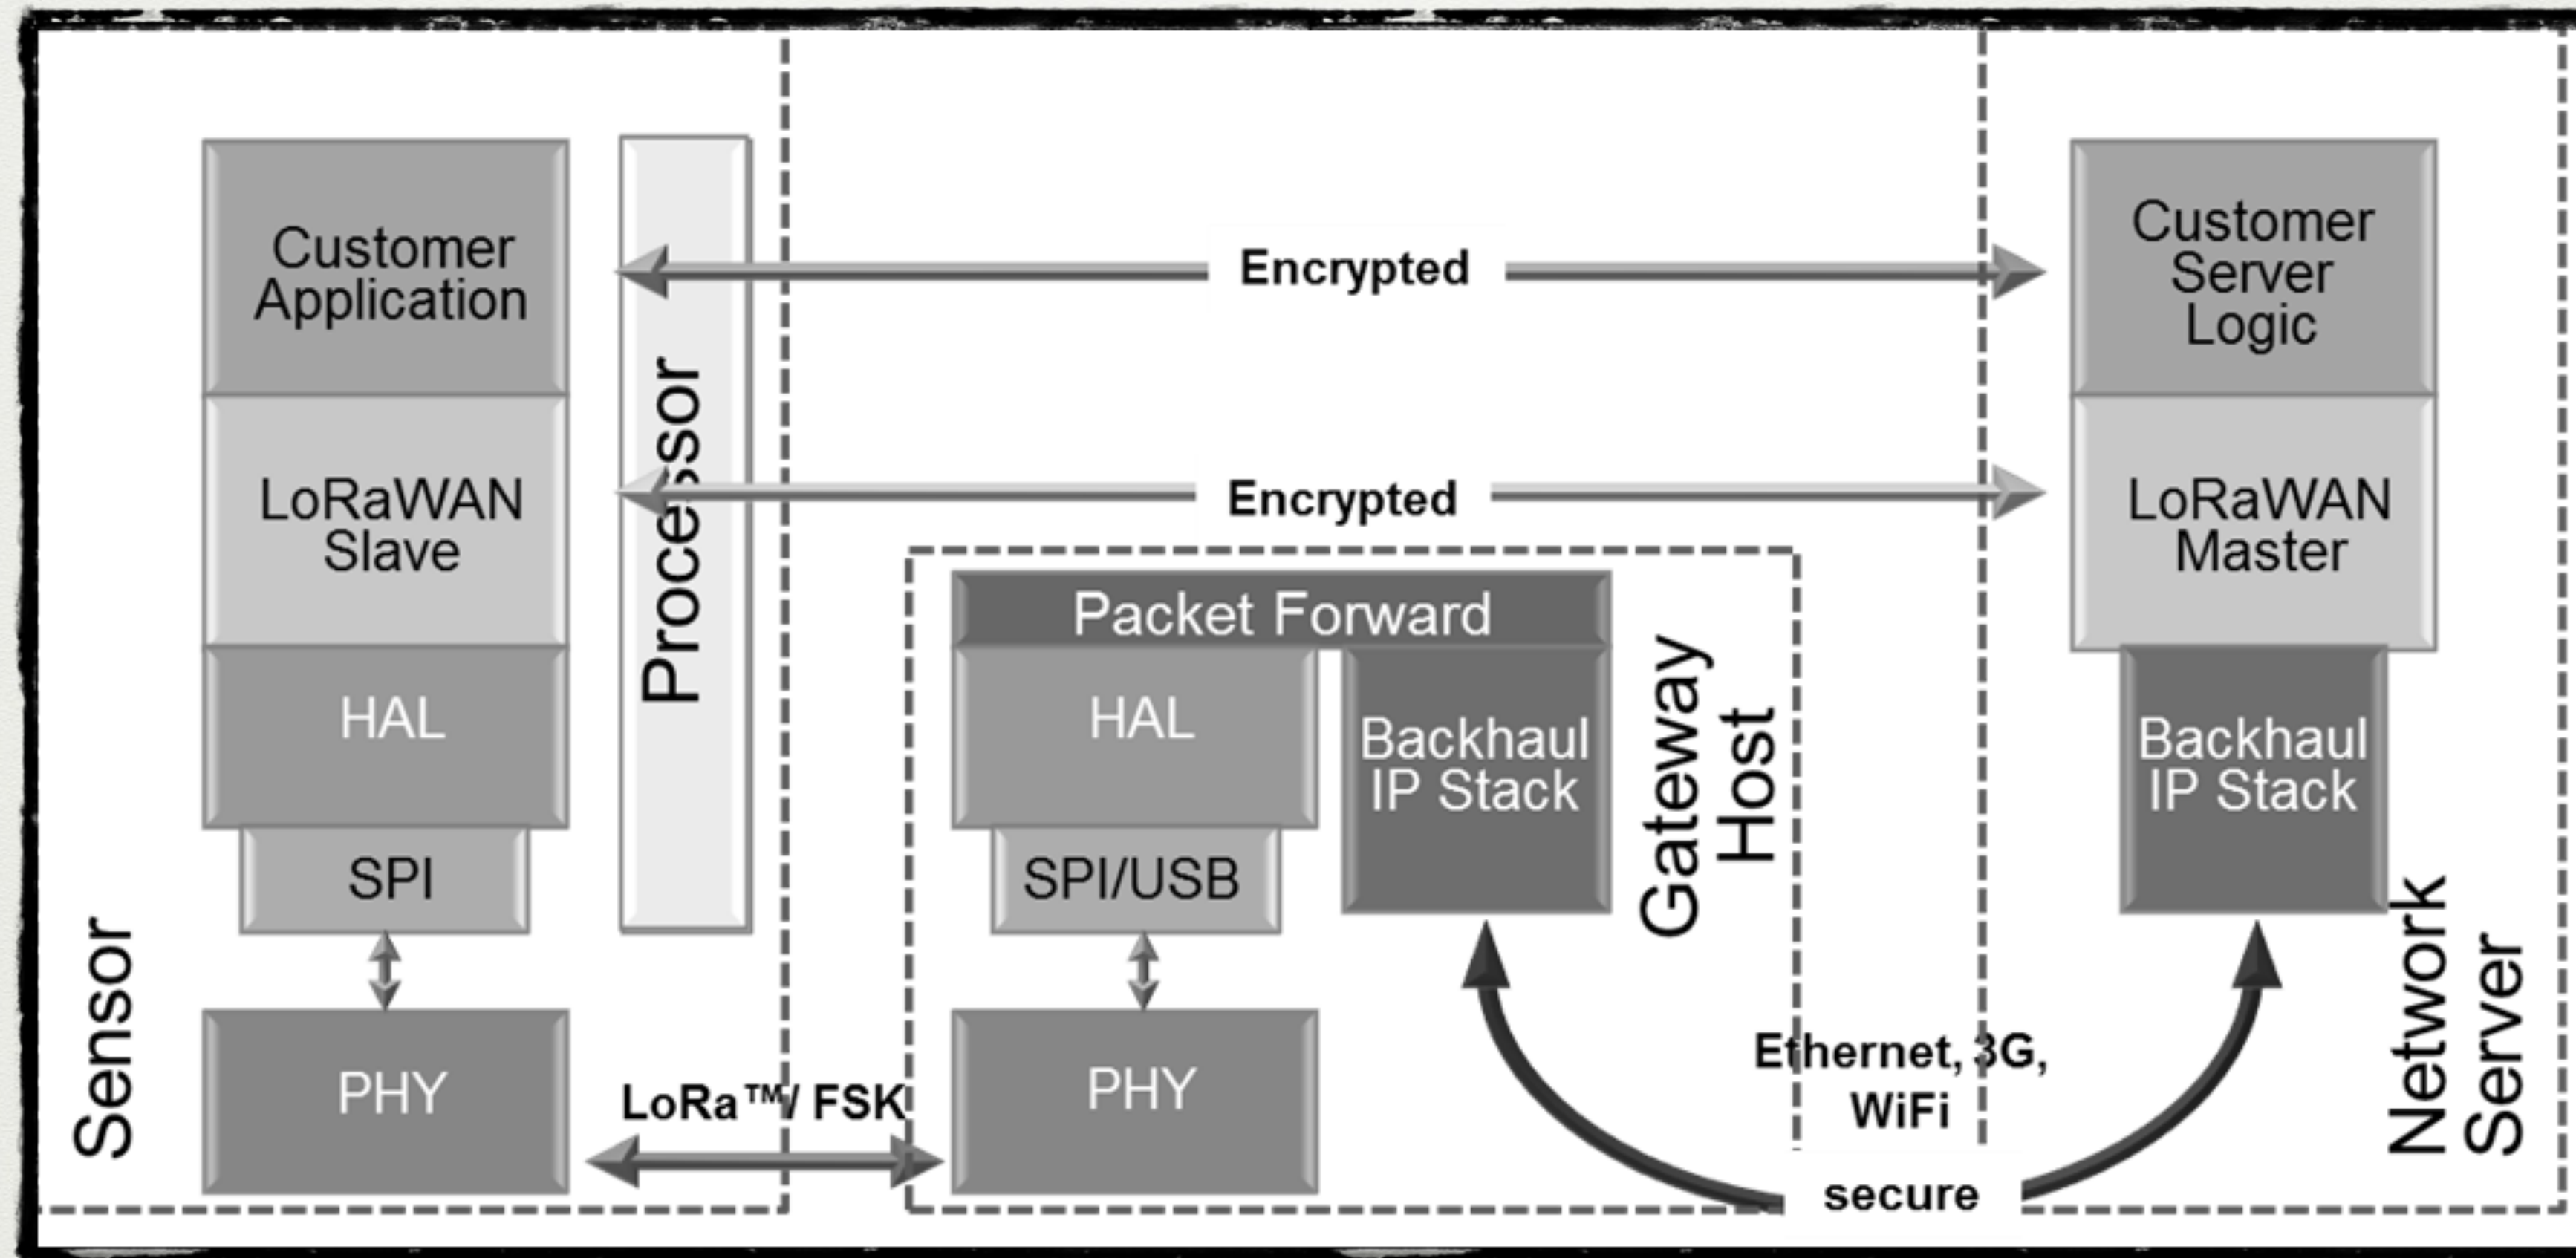 Customer
Application
LoRaWAN
Slave
HAL
SPI
PHY
Sensor
Processor
Encrypted
Encrypted
LoRa™/ FSK
Packet Forward
HAL
SPI/USB
PHY
Backhaul
IP Stack
Gateway
Host
Ethernet, 3G,
WiFi
secure
Customer
Server
Logic
LoRaWAN
Master
Backhaul
IP Stack
Network
Server